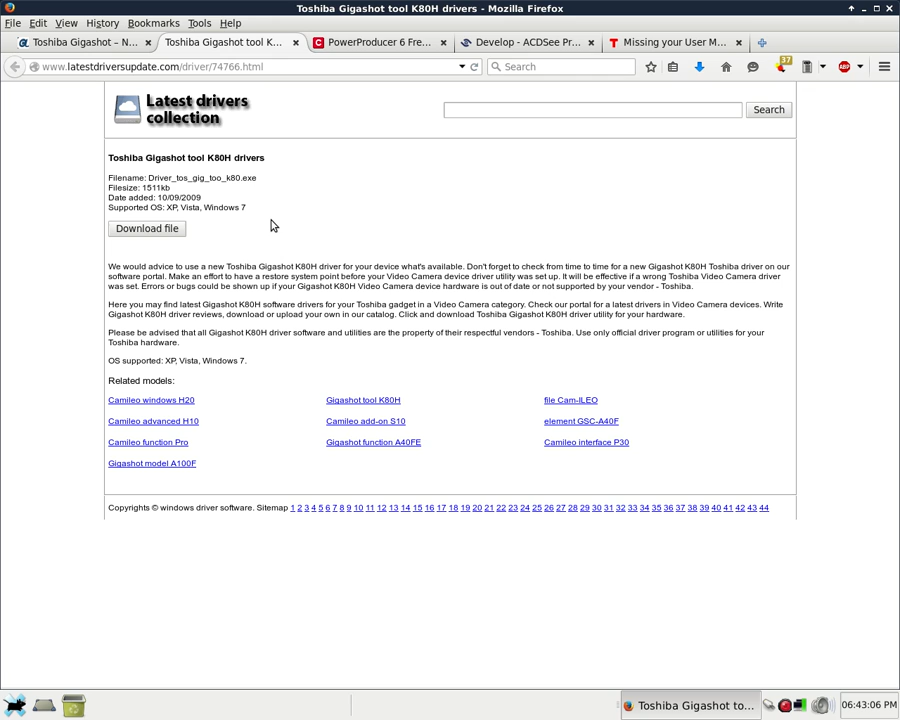 Toshiba Gigashot tool K80H drivers - Mozilla Firefox
File Edit View History Bookmarks Tools Help
Toshiba Gigashot – N...
Toshiba Gigashot tool K...
PowerProducer 6 Fre...
Develop - ACDSee Pr...
Missing your User M...
www.latestdriversupdate.com/driver/74766.html
Search
37
ABP
Latest drivers
collection
Search
Toshiba Gigashot tool K80H drivers
Filename: Driver_tos_gig_too_k80.exe
Filesize: 1511kb
Date added: 10/09/2009
Supported OS: XP, Vista, Windows 7
Download file
We would advice to use a new Toshiba Gigashot K80H driver for your device what's available. Don't forget to check from time to time for a new Gigashot K80H Toshiba driver on our
software portal. Make an effort to have a restore system point before your Video Camera device driver utility was set up. It will be effective if a wrong Toshiba Video Camera driver
was set. Errors or bugs could be shown up if your Gigashot K80H Video Camera device hardware is out of date or not supported by your vendor - Toshiba.
Here you may find latest Gigashot K80H software drivers for your Toshiba gadget in a Video Camera category. Check our portal for a latest drivers in Video Camera devices. Write
Gigashot K80H driver reviews, download or upload your own in our catalog. Click and download Toshiba Gigashot K80H driver utility for your hardware.
Please be advised that all Gigashot K80H driver software and utilities are the property of their respectful vendors - Toshiba. Use only official driver program or utilities for your
Toshiba hardware.
OS supported: XP, Vista, Windows 7.
Related models:
Camileo windows H20 Gigashot tool K80H file Cam-ILEO
Camileo advanced H10 Camileo add-on S10 element GSC-A40F
Camileo function Pro Gigashot function A40FE Camileo interface P30
Gigashot model A100F
Copyrights © windows driver software. Sitemap 1 2 3 4 5 6 7 8 9 10 11 12 13 14 15 16 17 18 19 20 21 22 23 24 25 26 27 28 29 30 31 32 33 34 35 36 37 38 39 40 41 42 43 44
Toshiba Gigashot to...
06:43:06 PM